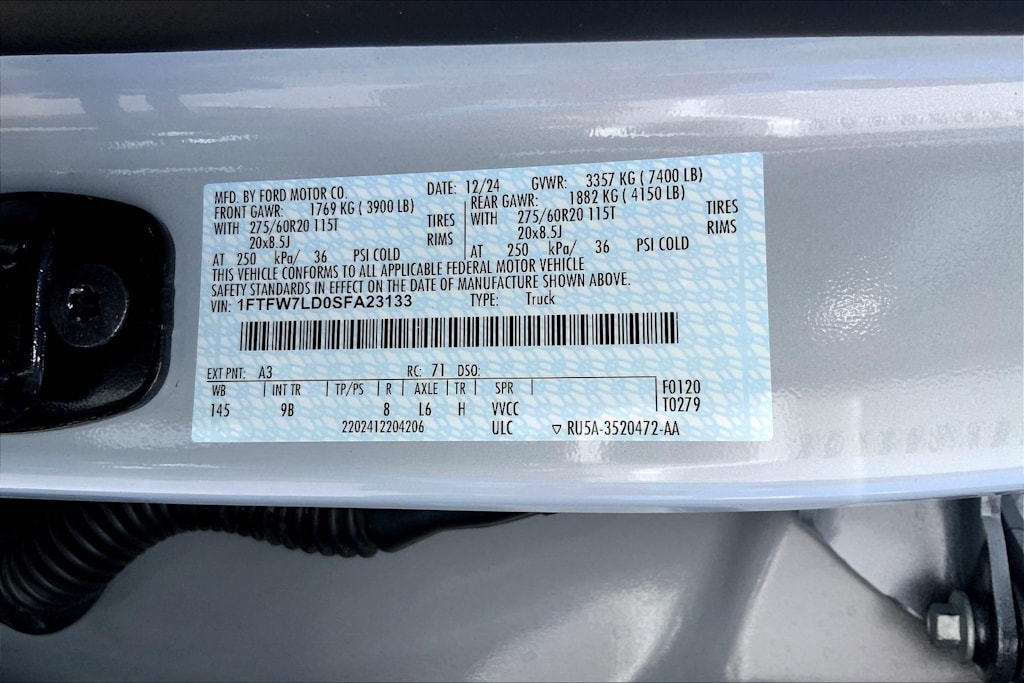 MFD. BY FORD MOTOR CO. DATE: 12/24 GVWR: 3357 KG ( 7400 LB)
FRONT GAWR: 1769 KG ( 3900 LB) REAR GAWR: 1882 KG ( 4150 LB)
WITH 275/60R20 115T TIRES WITH 275/60R20 115T TIRES
20x8.5J RIMS 20x8.5J RIMS
AT 250 kPa/ 36 PSI COLD AT 250 kPa/ 36 PSI COLD
THIS VEHICLE CONFORMS TO ALL APPLICABLE FEDERAL MOTOR VEHICLE
SAFETY STANDARDS IN EFFECT ON THE DATE OF MANUFACTURE SHOWN ABOVE.
VIN: 1FTFW7LD0SFA23133 TYPE: Truck
EXT PNT: A3 RC: 71 DSO:
WB INT TR TP/PS R AXLE TR SPR F0120
145 9B 8 L6 H VVCC T0279
2202412204206 ULC ▽ RU5A-3520472-AA